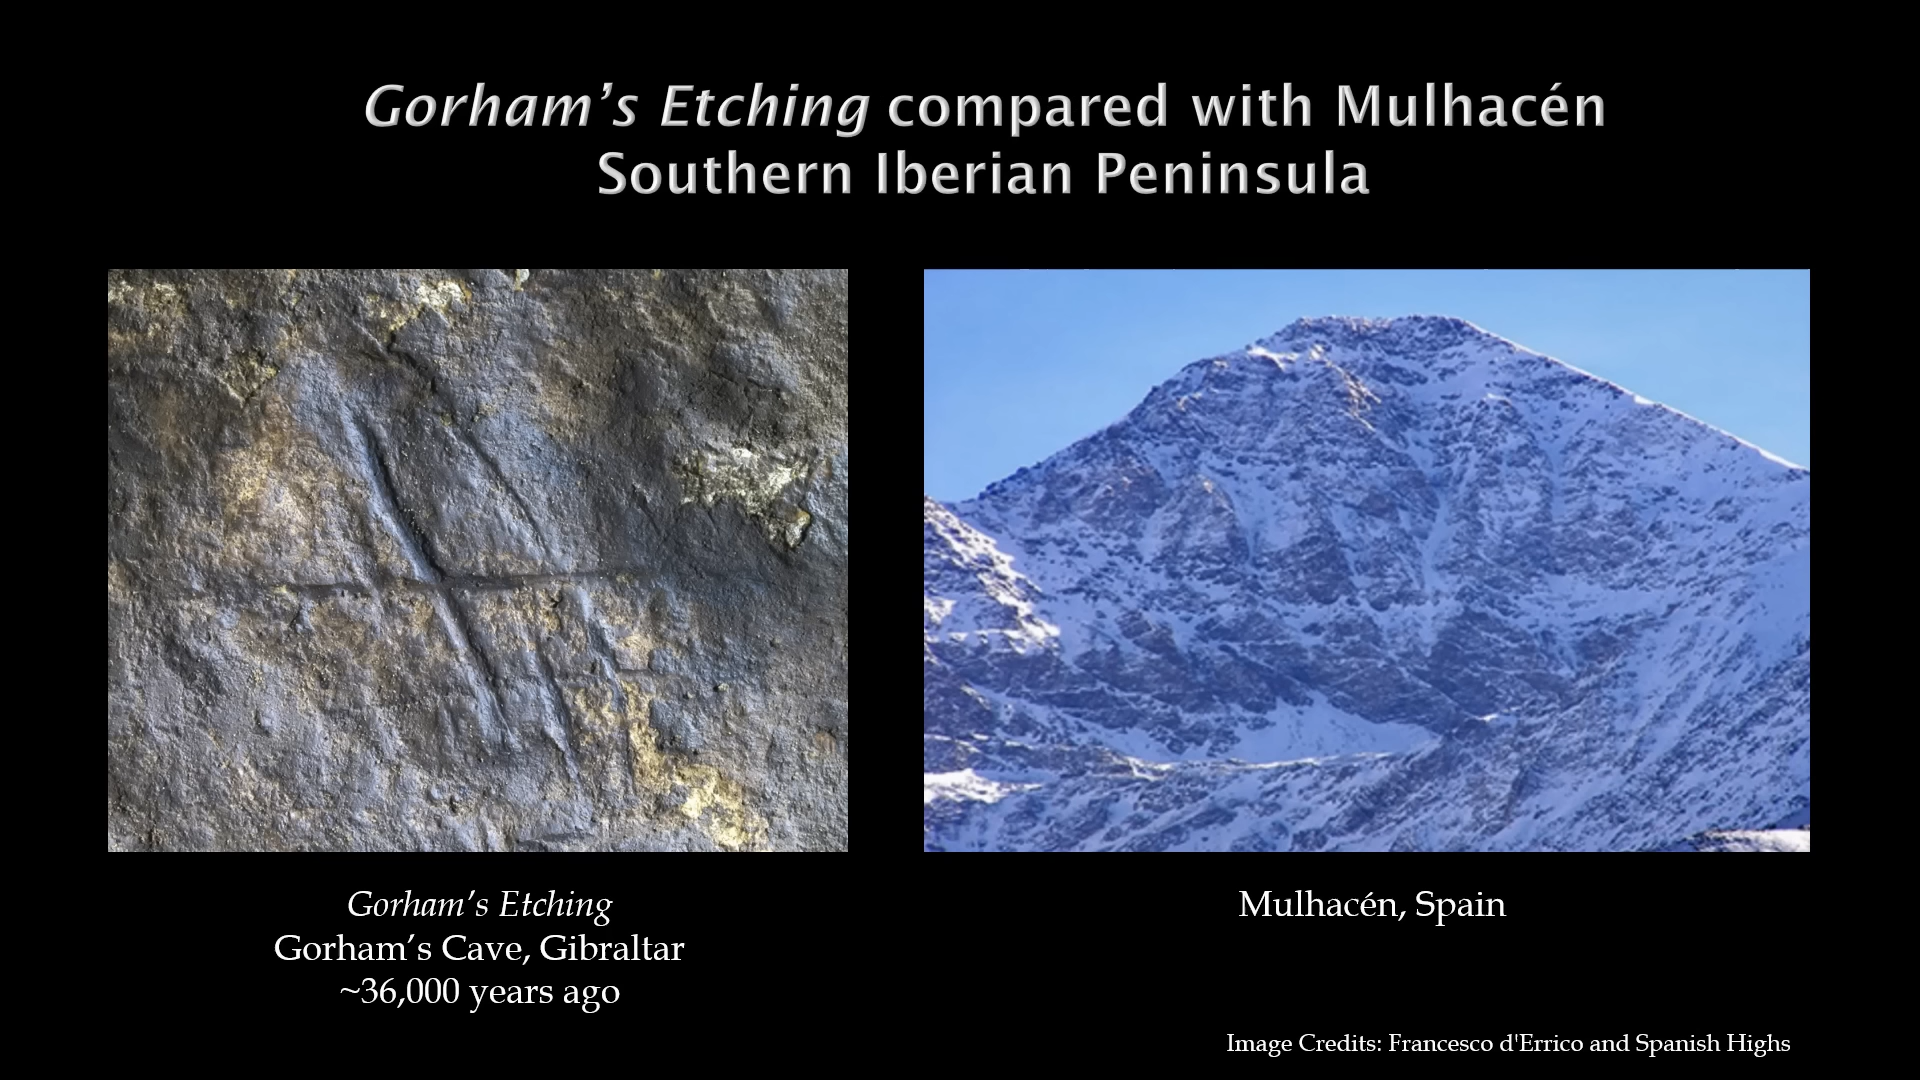 Gorham’s Etching compared with Mulhacén
Southern Iberian Peninsula
Gorham’s Etching
Gorham’s Cave, Gibraltar
~36,000 years ago
Mulhacén, Spain
Image Credits: Francesco d'Errico and Spanish Highs